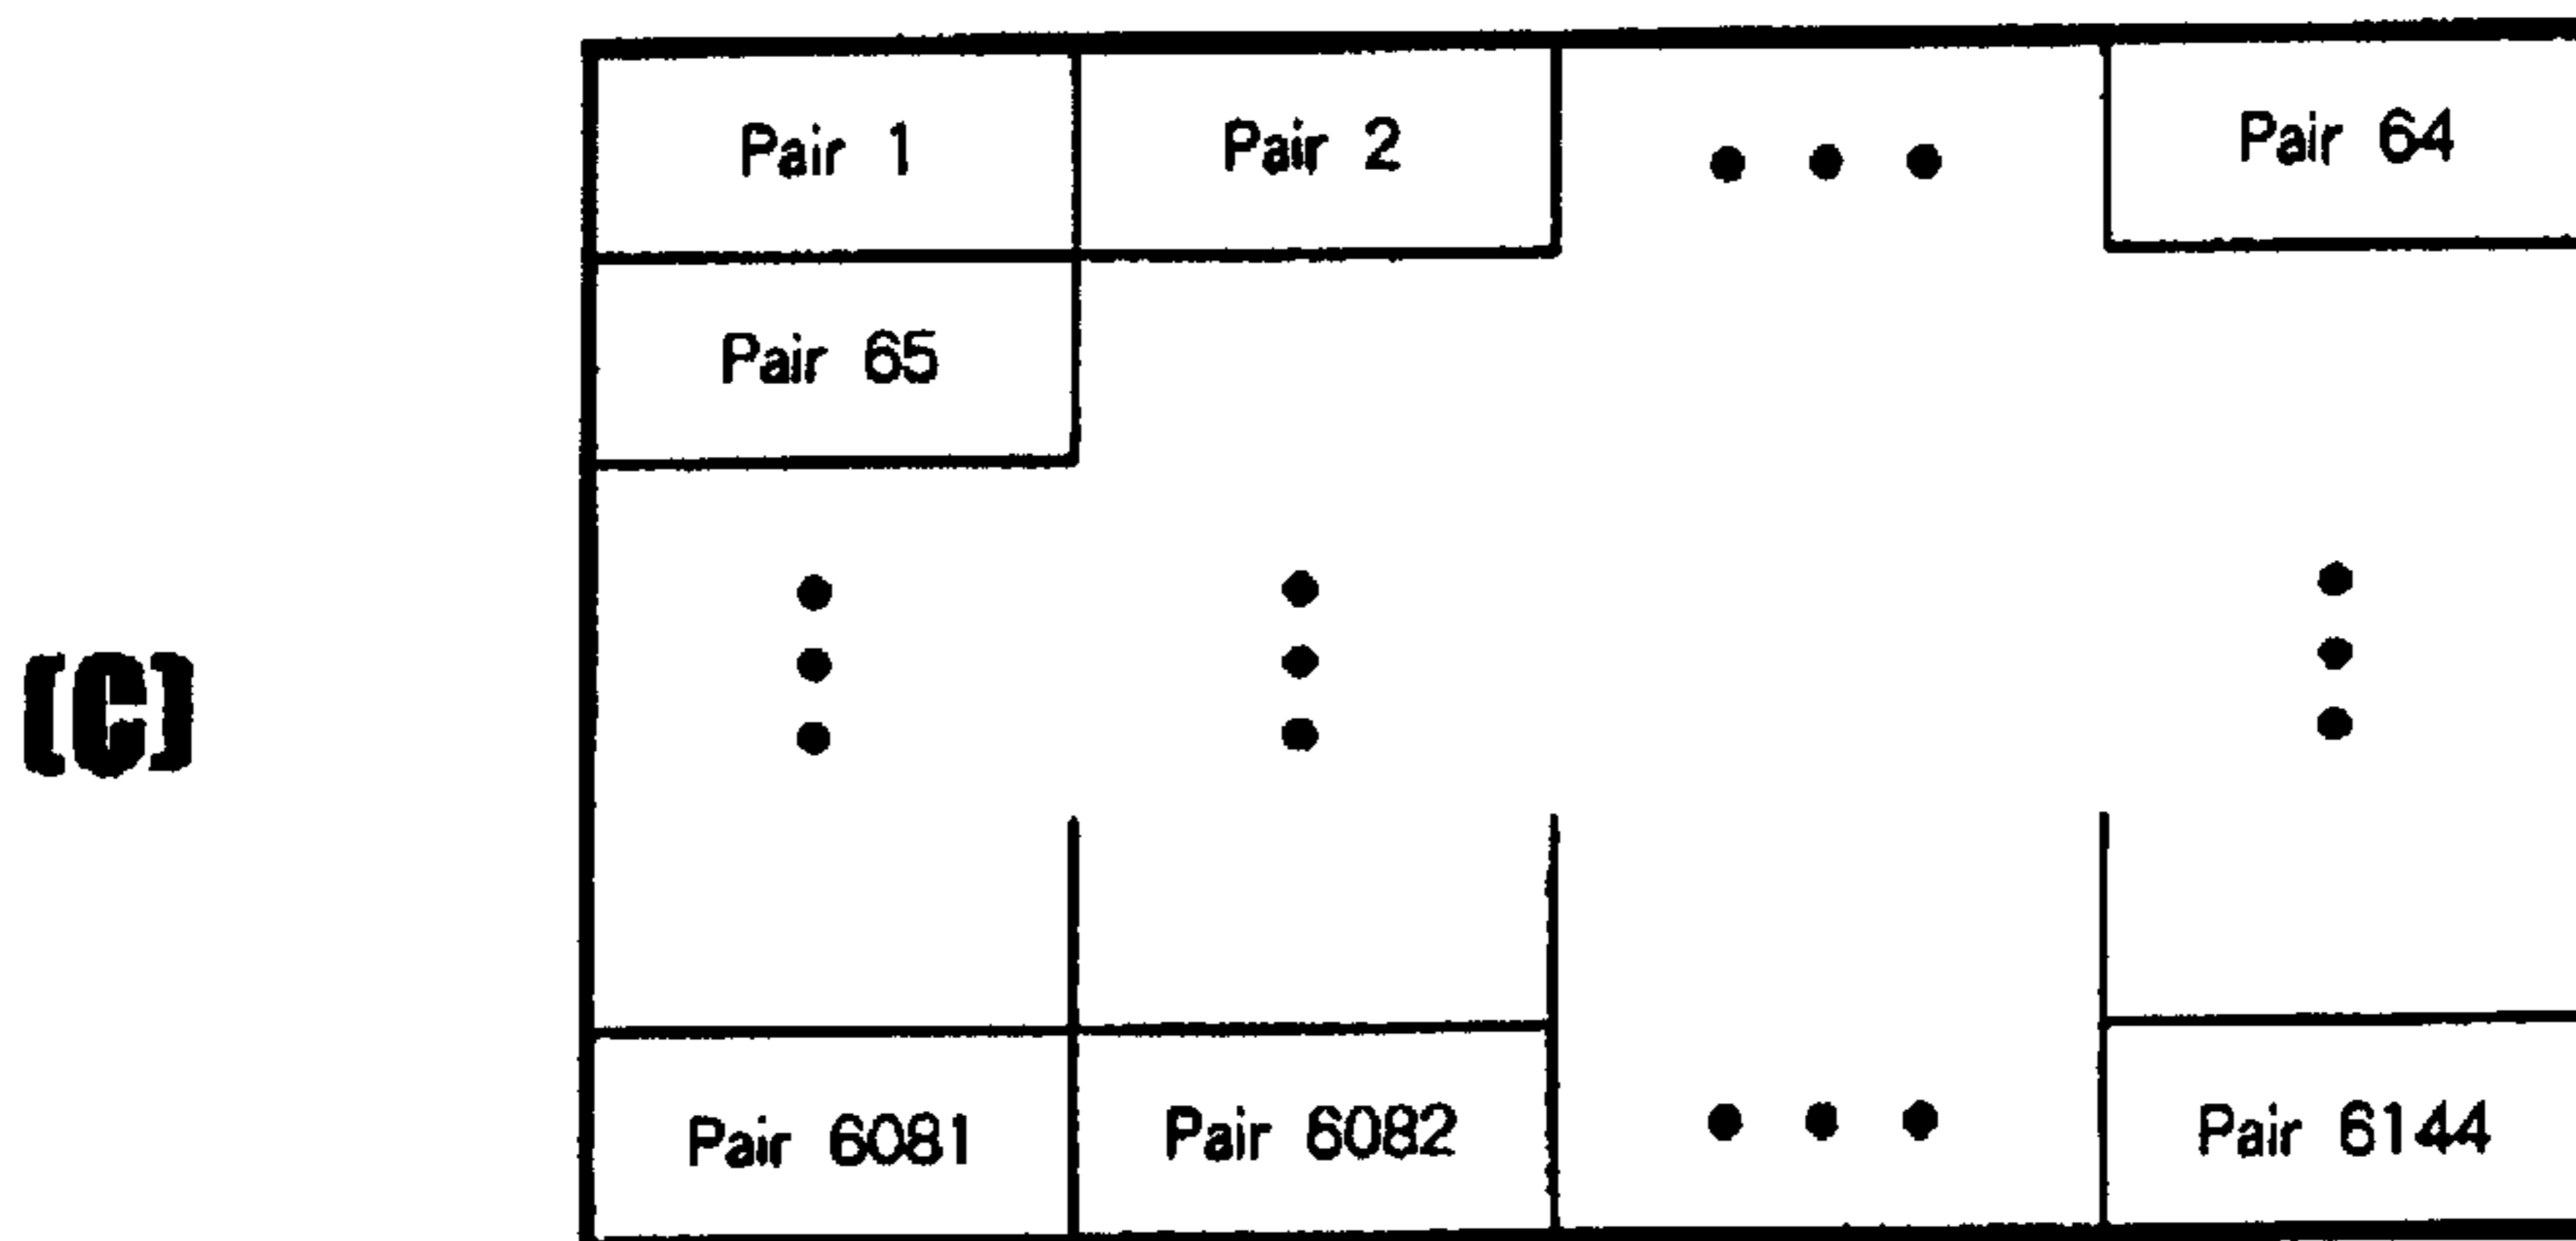 Pair 1 Pair 2 • • • Pair 64
Pair 65
(C)
Pair 6081 Pair 6082 • • • Pair 6144